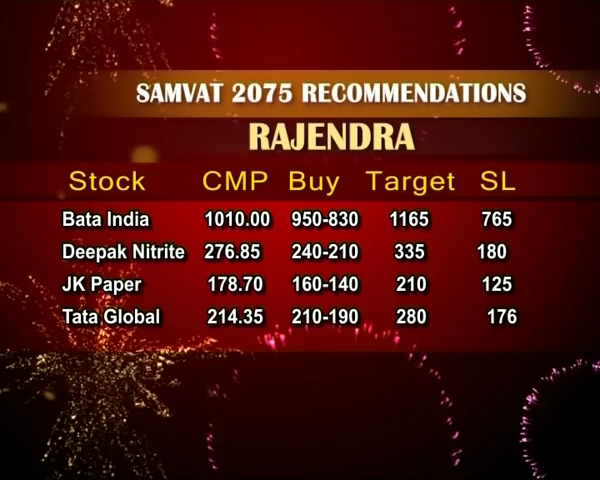 SAMVAT 2075 RECOMMENDATIONS
RAJENDRA
Stock CMP Buy Target SL
Bata India 1010.00 950-830 1165 765
Deepak Nitrite 276.85 240-210 335 180
JK Paper 178.70 160-140 210 125
Tata Global 214.35 210-190 280 176